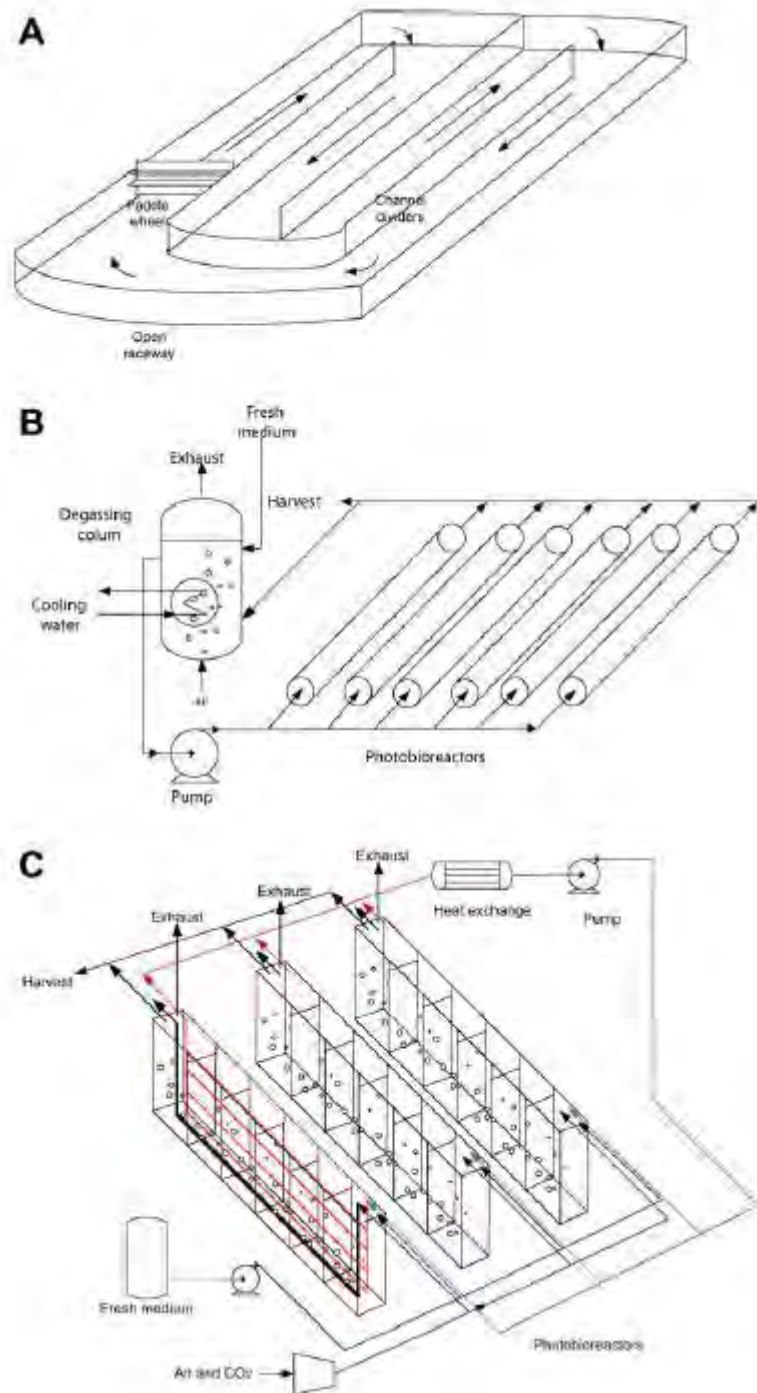 A
Paddle
wheel
Channel
dividers
Open
raceway
B
Fresh
medium
Exhaust
Harvest
Degassing
colum
Cooling
water
Photobioreactors
Pump
C
Exhaust
Exhaust
Exhaust
Heat exchange
Pump
Harvest
Fresh medium
Photobioreactors
Air and CO₂